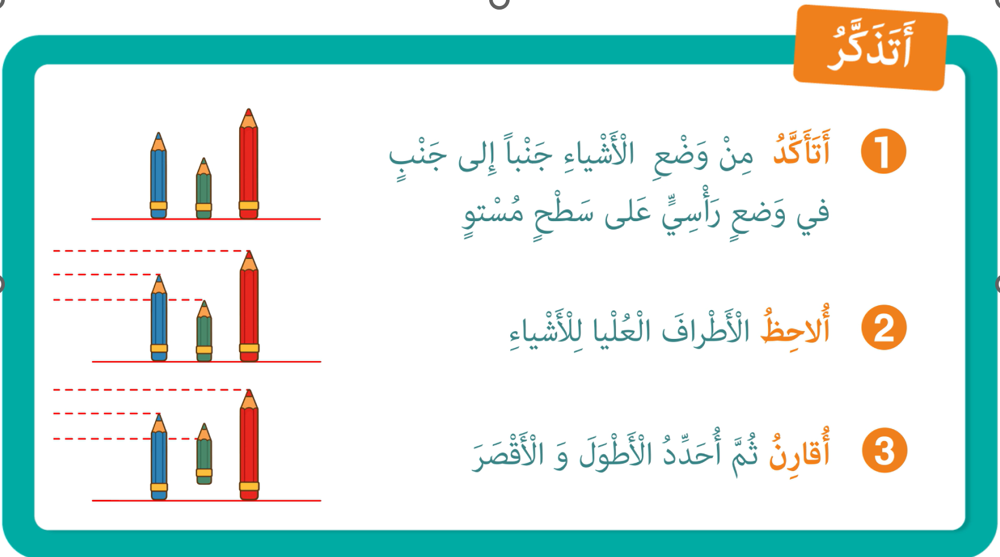 أَتَذَكَّرُ
1 أَتَأَكَّدُ مِنْ وَضْعِ الْأَشْياءِ جَنْباً إِلى جَنْبٍ
في وَضعٍ رَأْسِيٍّ عَلى سَطْحٍ مُسْتوٍ
2 أُلاحِظُ الْأَطْرافَ الْعُلْيا لِلْأَشْياءِ
3 أُقارِنُ ثُمَّ أُحَدِّدُ الْأَطْوَلَ وَ الْأَقْصَرَ